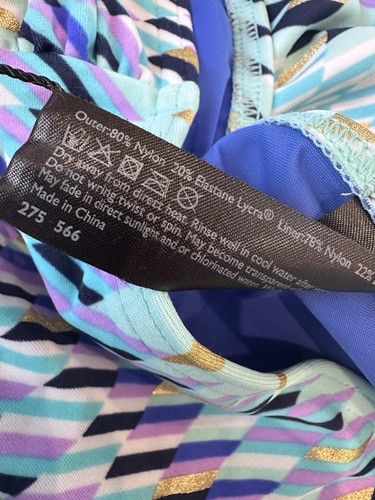 Outer:80% Nylon 20% Elastane Lycra® Liner:78% Nylon 22%
Dry away from direct heat. Rinse well in cool water after
Do not wring twist or spin. May become transparent
May fade in direct sunlight and/or chlorinated water
Made in China
275 566